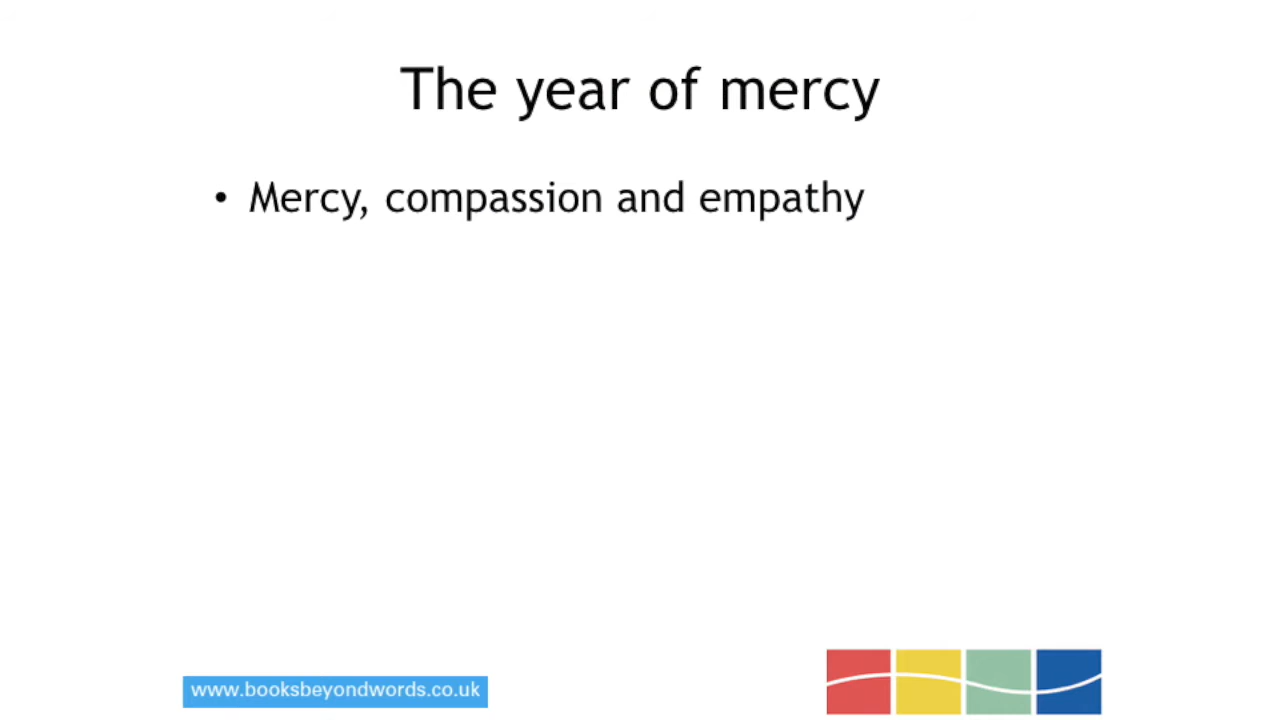 The year of mercy
• Mercy, compassion and empathy
www.booksbeyondwords.co.uk